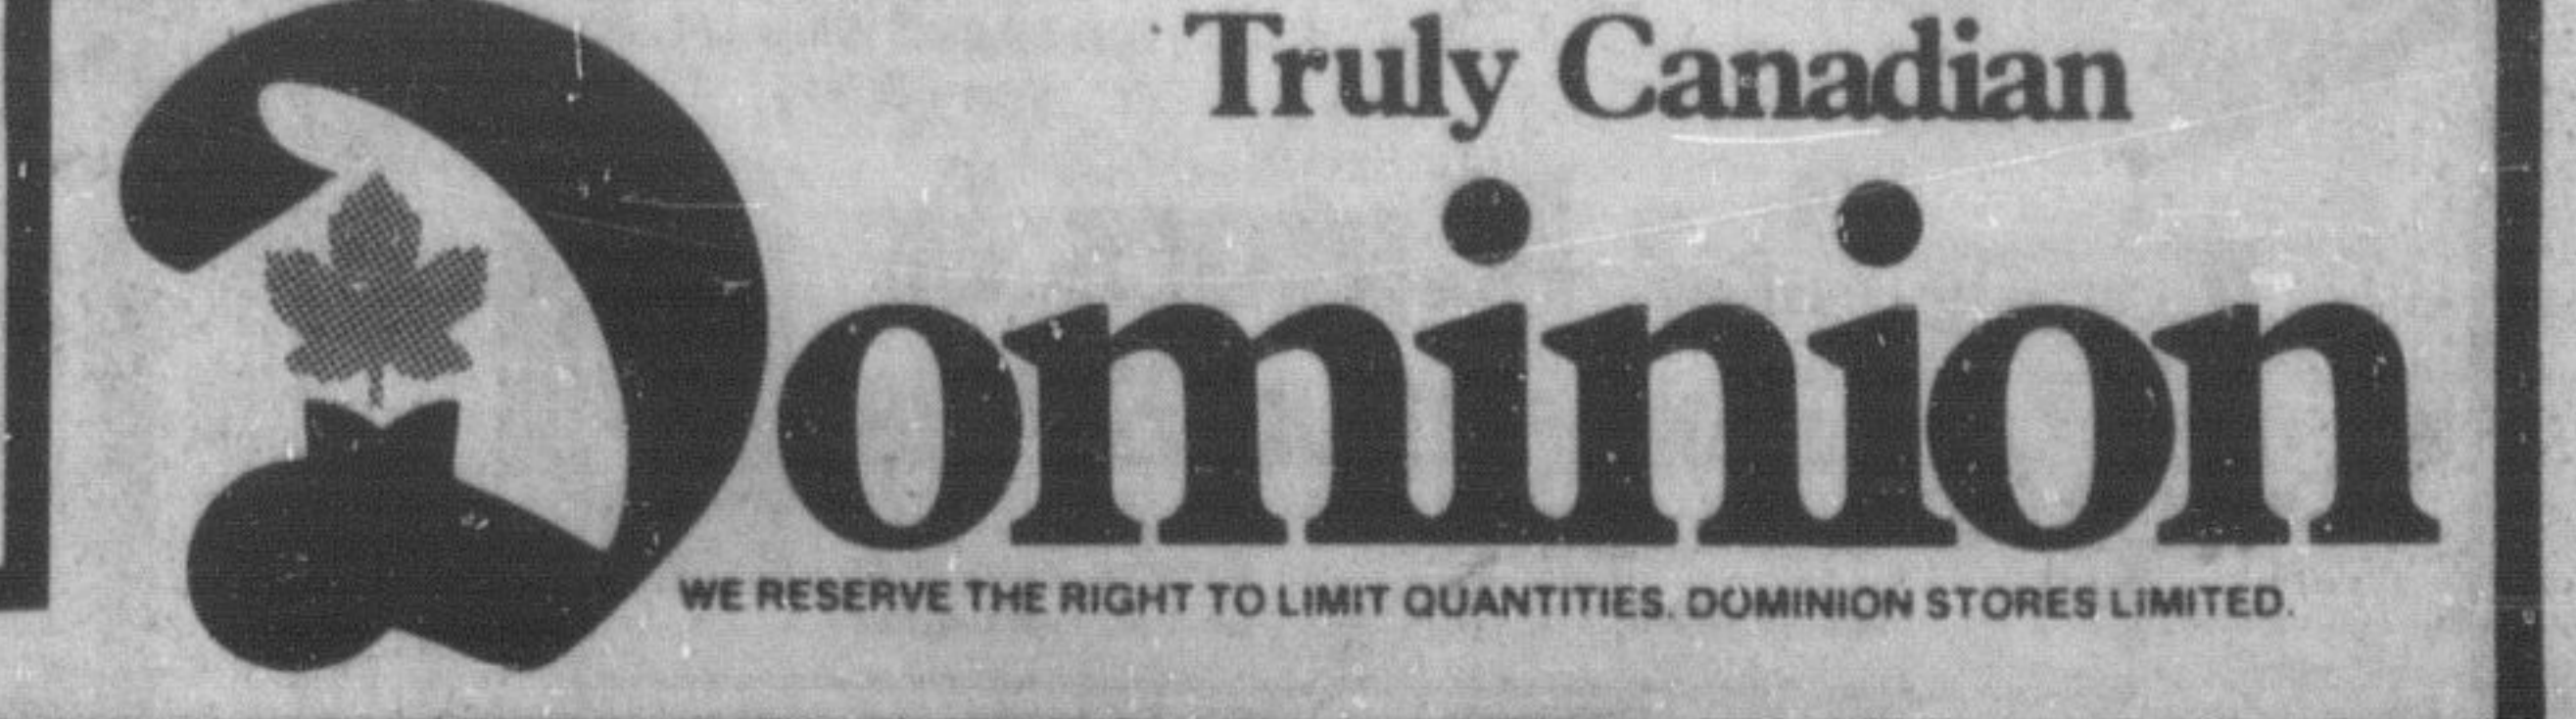 Truly Canadian
Dominion
WE RESERVE THE RIGHT TO LIMIT QUANTITIES. DOMINION STORES LIMITED.